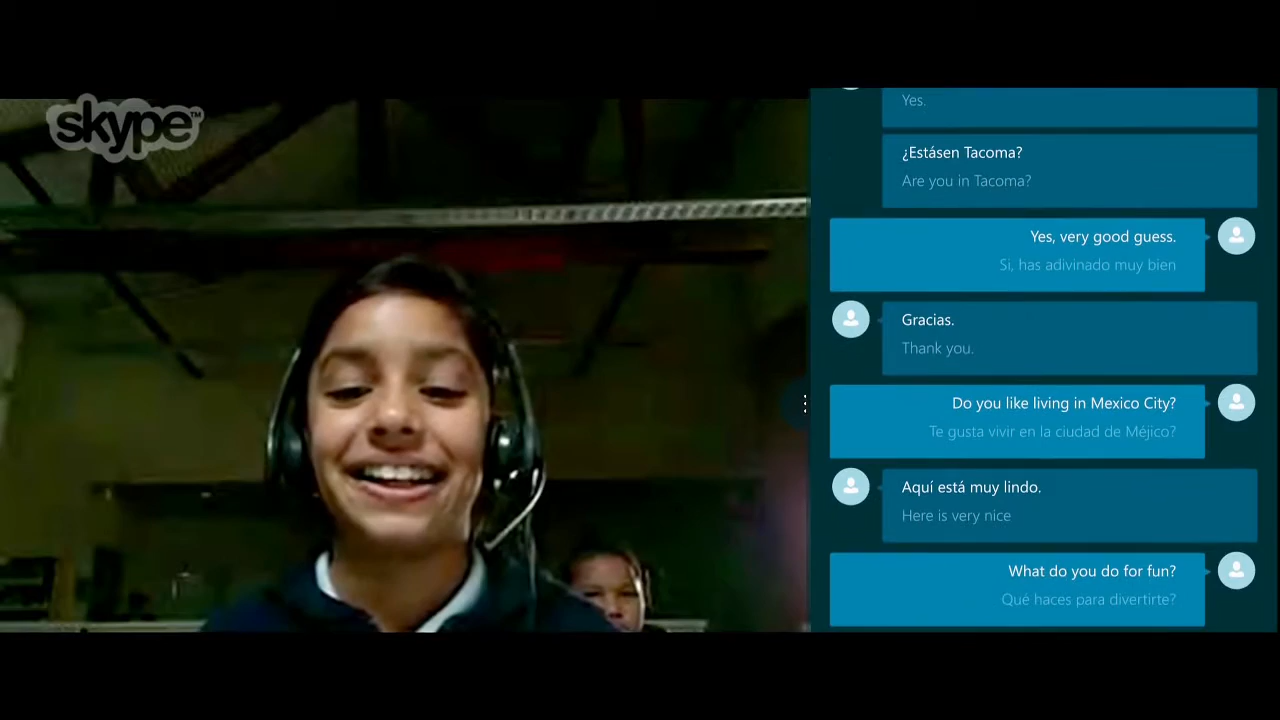 skype™
Yes.
¿Estásen Tacoma?
Are you in Tacoma?
Yes, very good guess.
Si, has adivinado muy bien
Gracias.
Thank you.
Do you like living in Mexico City?
Te gusta vivir en la ciudad de Méjico?
Aquí está muy lindo.
Here is very nice
What do you do for fun?
Qué haces para divertirte?